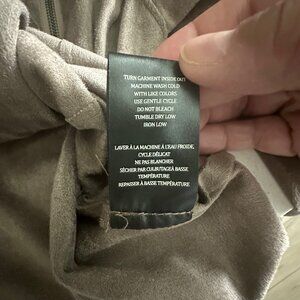 TURN GARMENT INSIDE OUT
MACHINE WASH COLD
WITH LIKE COLORS
USE GENTLE CYCLE
DO NOT BLEACH
TUMBLE DRY LOW
IRON LOW
LAVER À LA MACHINE À L'EAU FROIDE,
CYCLE DÉLICAT
NE PAS BLANCHER
SÉCHER PAR CULBUTAGE À BASSE
TEMPÉRATURE
REPASSER À BASSE TEMPÉRATURE